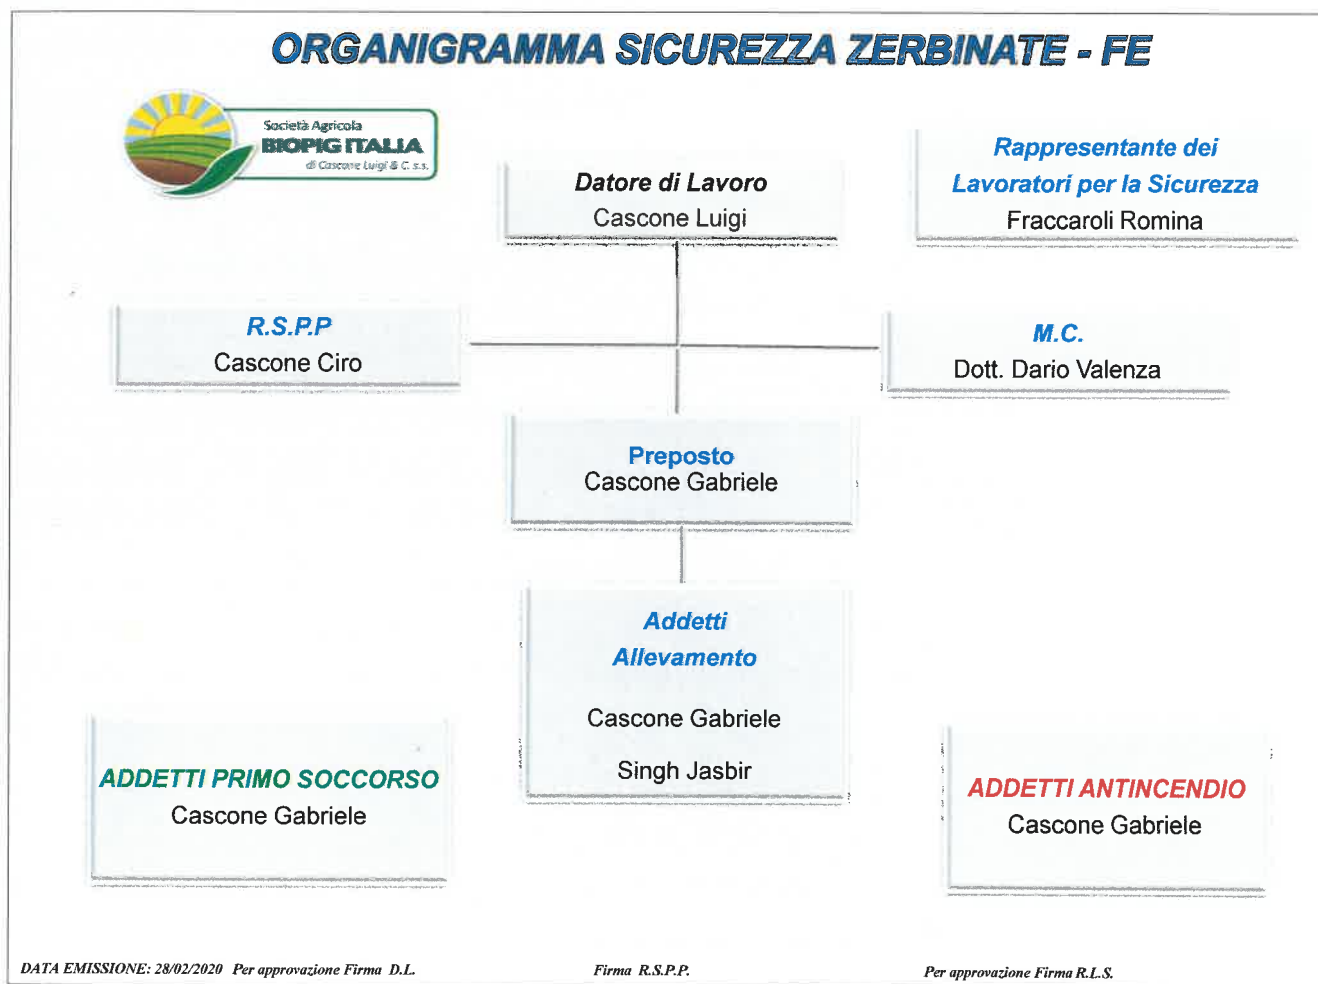 ORGANIGRAMMA SICUREZZA ZERBINATE - FE
Società Agricola
BIOPIG ITALIA
di Cascone Luigi & C. s.s.
Datore di Lavoro
Cascone Luigi
Rappresentante dei
Lavoratori per la Sicurezza
Fraccaroli Romina
R.S.P.P
Cascone Ciro
M.C.
Dott. Dario Valenza
Preposto
Cascone Gabriele
Addetti
Allevamento
Cascone Gabriele
Singh Jasbir
ADDETTI PRIMO SOCCORSO
Cascone Gabriele
ADDETTI ANTINCENDIO
Cascone Gabriele
DATA EMISSIONE: 28/02/2020 Per approvazione Firma D.L. Firma R.S.P.P. Per approvazione Firma R.L.S.